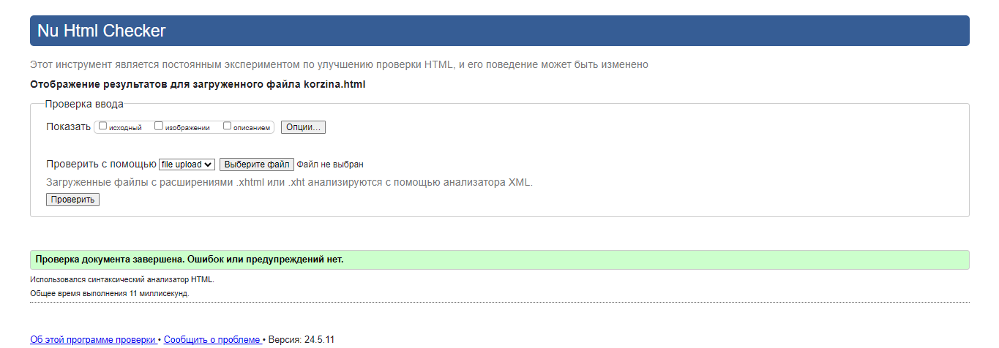 Nu Html Checker
Этот инструмент является постоянным экспериментом по улучшению проверки HTML, и его поведение может быть изменено
Отображение результатов для загруженного файла korzina.html
Проверка ввода
Показать исходный изображении описанием Опции...
Проверить с помощью file upload Выберите файл Файл не выбран
Загруженные файлы с расширениями .xhtml или .xht анализируются с помощью анализатора XML.
Проверить
Проверка документа завершена. Ошибок или предупреждений нет.
Использовался синтаксический анализатор HTML.
Общее время выполнения 11 миллисекунд.
Об этой программе проверки • Сообщить о проблеме • Версия: 24.5.11